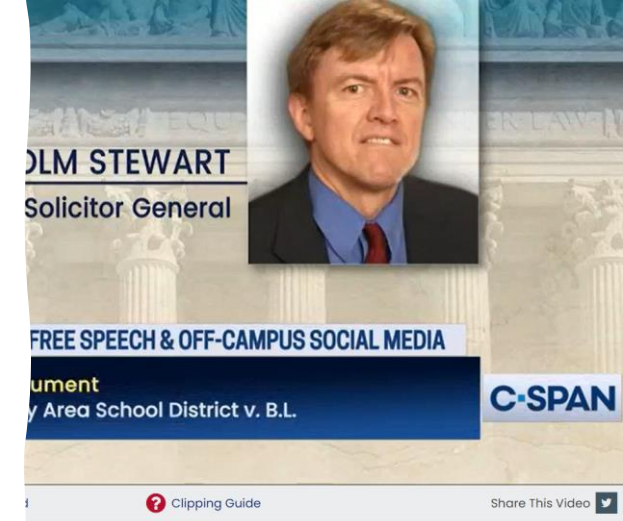 OLM STEWART
Solicitor General
FREE SPEECH & OFF-CAMPUS SOCIAL MEDIA
ument
y Area School District v. B.L.
C-SPAN
Clipping Guide
Share This Video